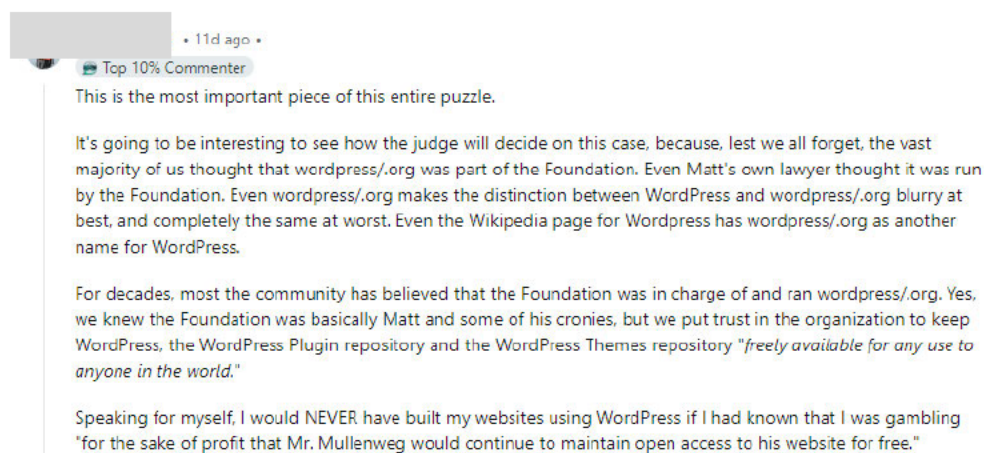 • 11d ago •
Top 10% Commenter
This is the most important piece of this entire puzzle.
It's going to be interesting to see how the judge will decide on this case, because, lest we all forget, the vast
majority of us thought that wordpress/.org was part of the Foundation. Even Matt's own lawyer thought it was run
by the Foundation. Even wordpress/.org makes the distinction between WordPress and wordpress/.org blurry at
best, and completely the same at worst. Even the Wikipedia page for Wordpress has wordpress/.org as another
name for WordPress.
For decades, most the community has believed that the Foundation was in charge of and ran wordpress/.org. Yes,
we knew the Foundation was basically Matt and some of his cronies, but we put trust in the organization to keep
WordPress, the WordPress Plugin repository and the WordPress Themes repository "freely available for any use to
anyone in the world."
Speaking for myself, I would NEVER have built my websites using WordPress if I had known that I was gambling
"for the sake of profit that Mr. Mullenweg would continue to maintain open access to his website for free."